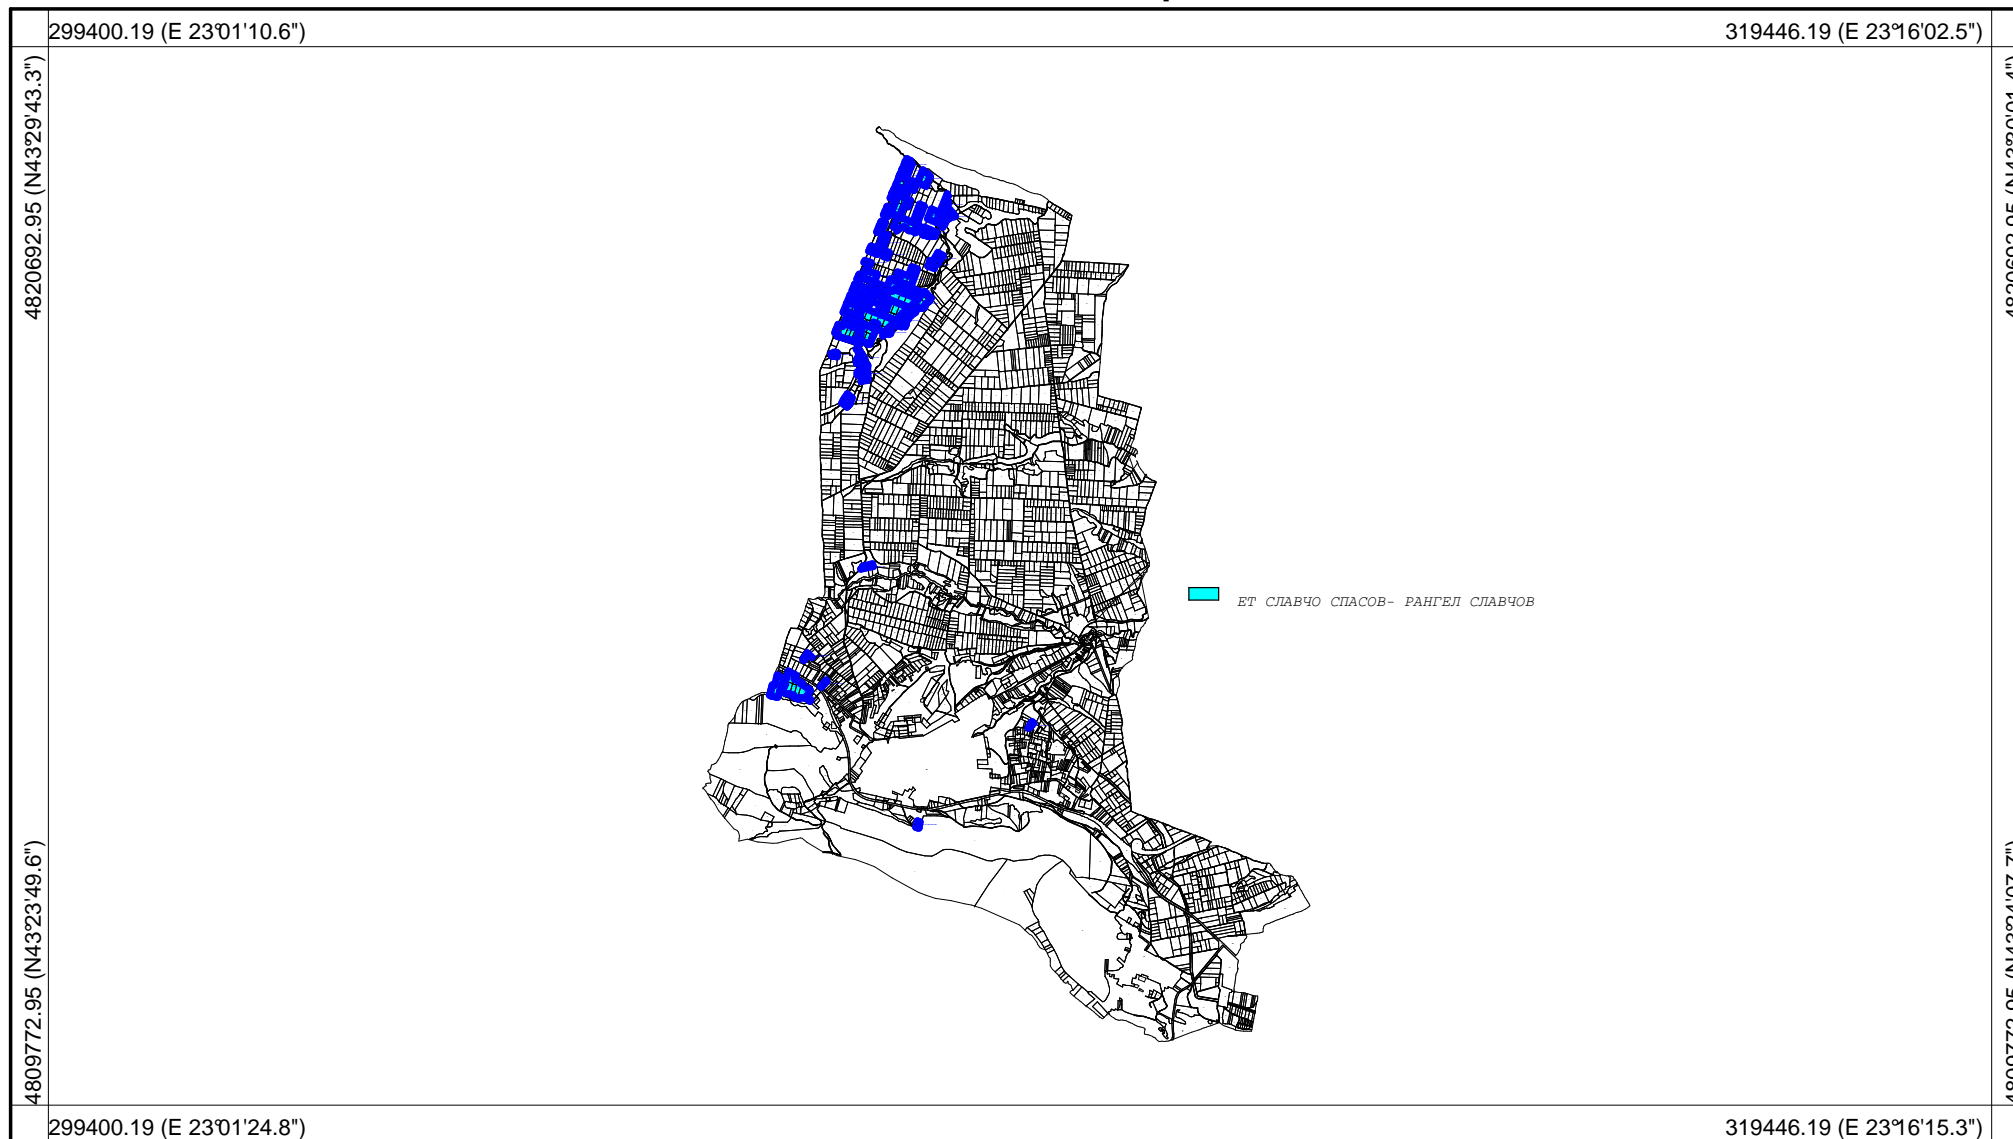 299400.19 (E 23°01'10.6")
319446.19 (E 23°16'02.5")
4820692.95 (N43°29'43.3")
ЕТ СЛАВЧО СПАСОВ- РАНГЕЛ СЛАВЧОВ
4809772.95 (N43°23'49.6")
299400.19 (E 23°01'24.8")
319446.19 (E 23°16'15.3")